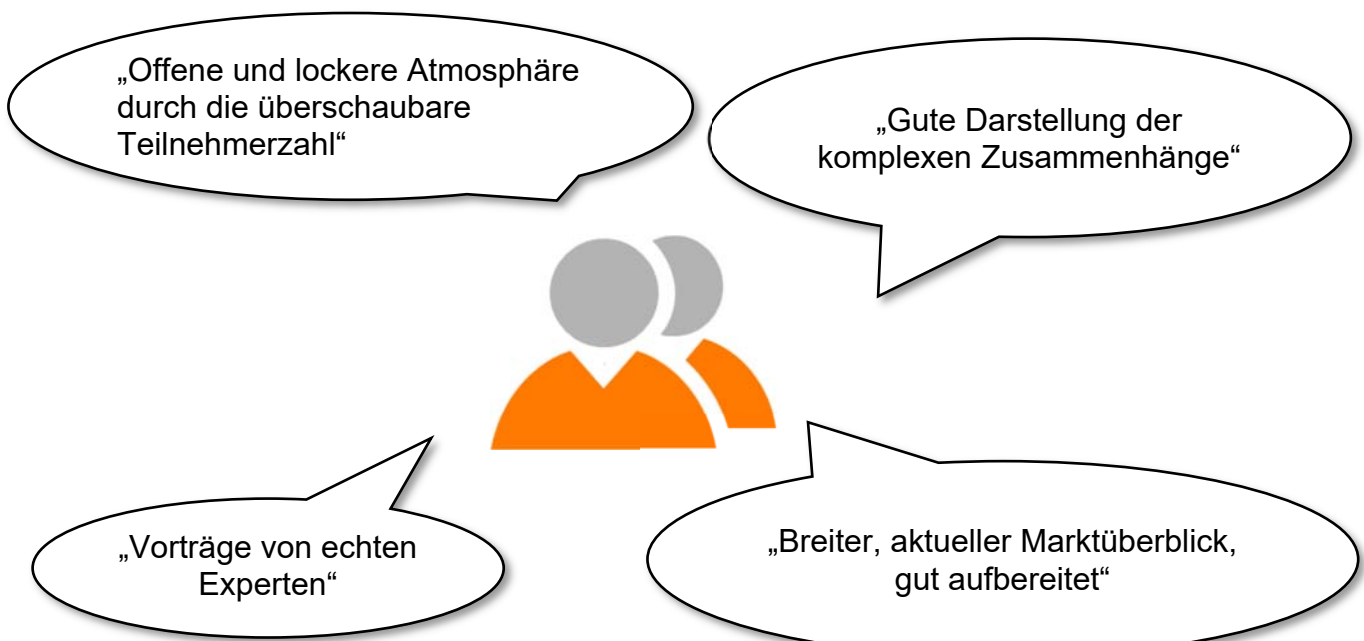 „Offene und lockere Atmosphäre
durch die überschaubare
Teilnehmerzahl“
„Gute Darstellung der
komplexen Zusammenhänge“
„Vorträge von echten
Experten“
„Breiter, aktueller Marktüberblick,
gut aufbereitet“